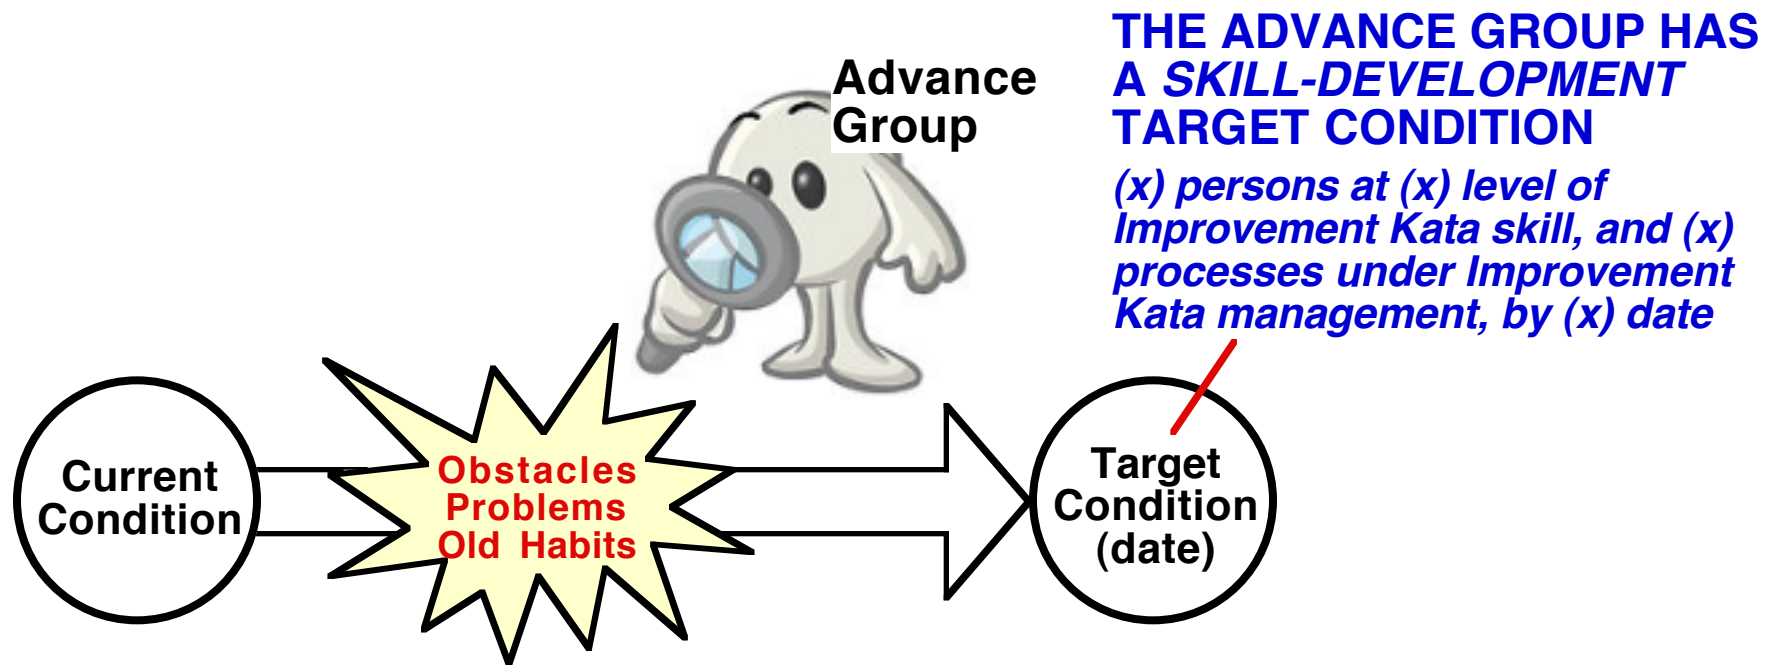 THE ADVANCE GROUP HAS
A SKILL-DEVELOPMENT
TARGET CONDITION
(x) persons at (x) level of
Improvement Kata skill, and (x)
processes under Improvement
Kata management, by (x) date
Advance
Group
Current
Condition
Obstacles
Problems
Old Habits
Target
Condition
(date)